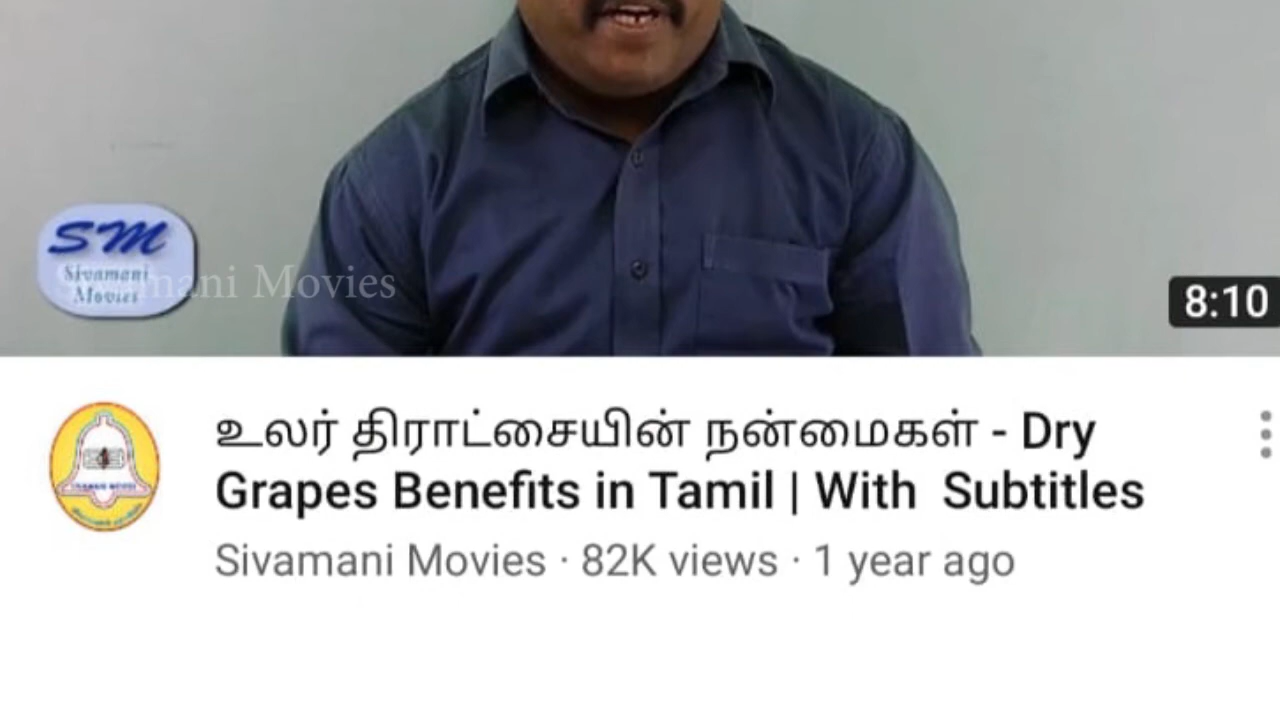 SM
Sivamani
Movies
Sivamani Movies
8:10
உலர் திராட்சையின் நன்மைகள் - Dry
Grapes Benefits in Tamil | With Subtitles
Sivamani Movies · 82K views · 1 year ago